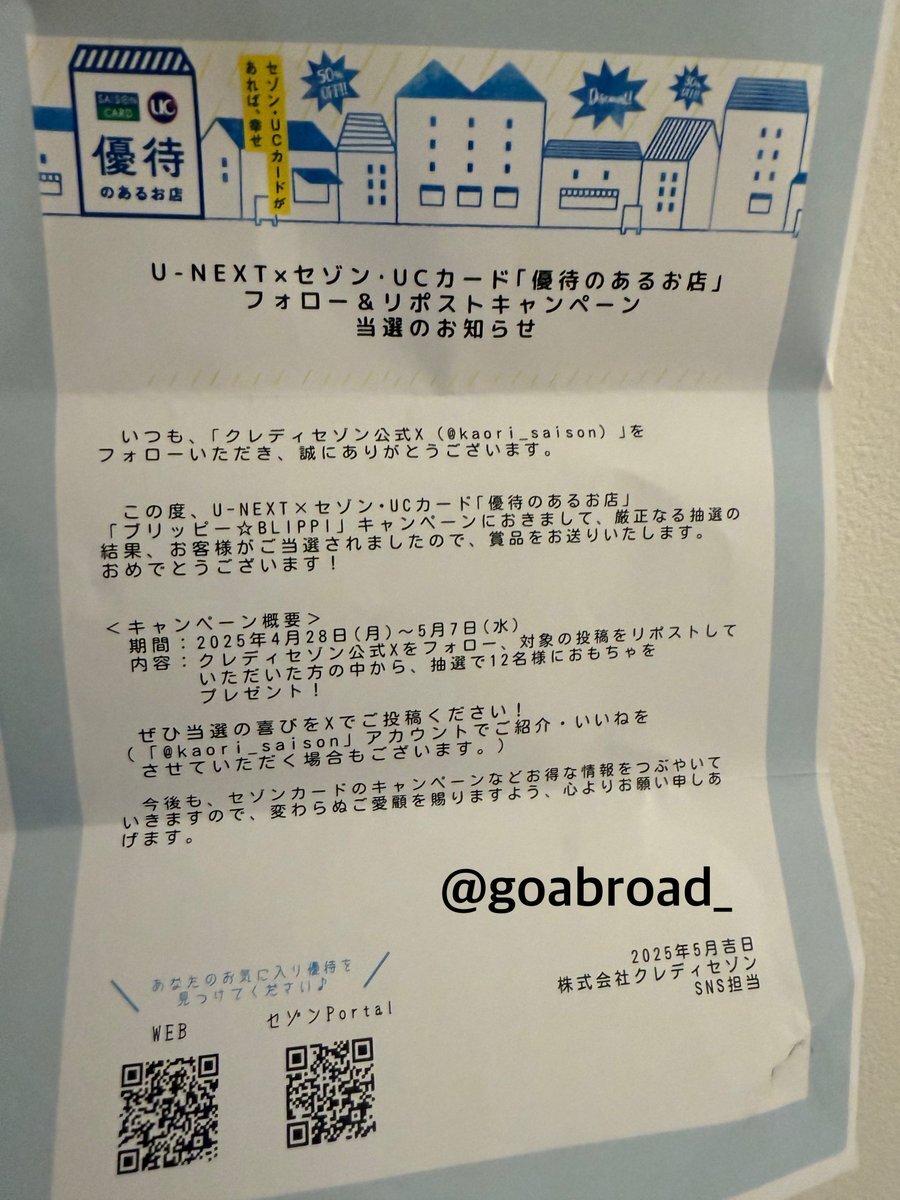 SAISON CARD
UC
優待
のあるお店
セゾン・UCカードが
あれば、幸せ
50% OFF!!
Discount!
30% OFF!!
U-NEXT×セゾン･UCカード｢優待のあるお店｣
フォロー＆リポストキャンペーン
当選のお知らせ
いつも、｢クレディセゾン公式X（@kaori_saison）｣を
フォローいただき、誠にありがとうございます。
この度、U-NEXT×セゾン･UCカード｢優待のあるお店｣
「ブリッピー☆BLIPPI」キャンペーンにおきまして、厳正なる抽選の
結果、お客様がご当選されましたので、賞品をお送りいたします。
おめでとうございます！
＜キャンペーン概要＞
期間：2025年4月28日(月)～5月7日(水)
内容：クレディセゾン公式Xをフォロー、対象の投稿をリポストして
いただいた方の中から、抽選で12名様におもちゃを
プレゼント！
ぜひ当選の喜びをXでご投稿ください！
(「@kaori_saison」アカウントでご紹介・いいねを
させていただく場合もございます。)
今後も、セゾンカードのキャンペーンなどお得な情報をつぶやいて
いきますので、変わらぬご愛顧を賜りますよう、心よりお願い申しあ
げます。
@goabroad_
2025年5月吉日
株式会社クレディセゾン
SNS担当
あなたのお気に入り優待を
見つけてください♪
WEB
セゾンPortal